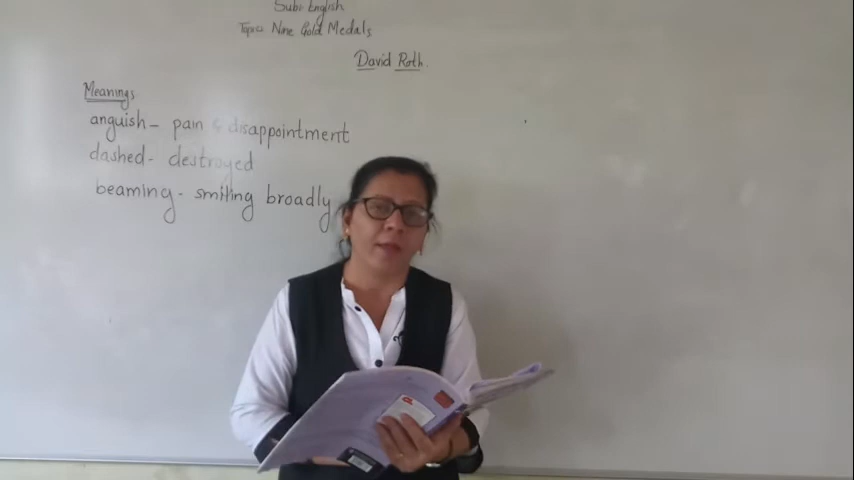 Sub: English
Topic: Nine Gold Medals
David Roth.
Meanings
anguish - pain & disappointment
dashed - destroyed
beaming - smiling broadly